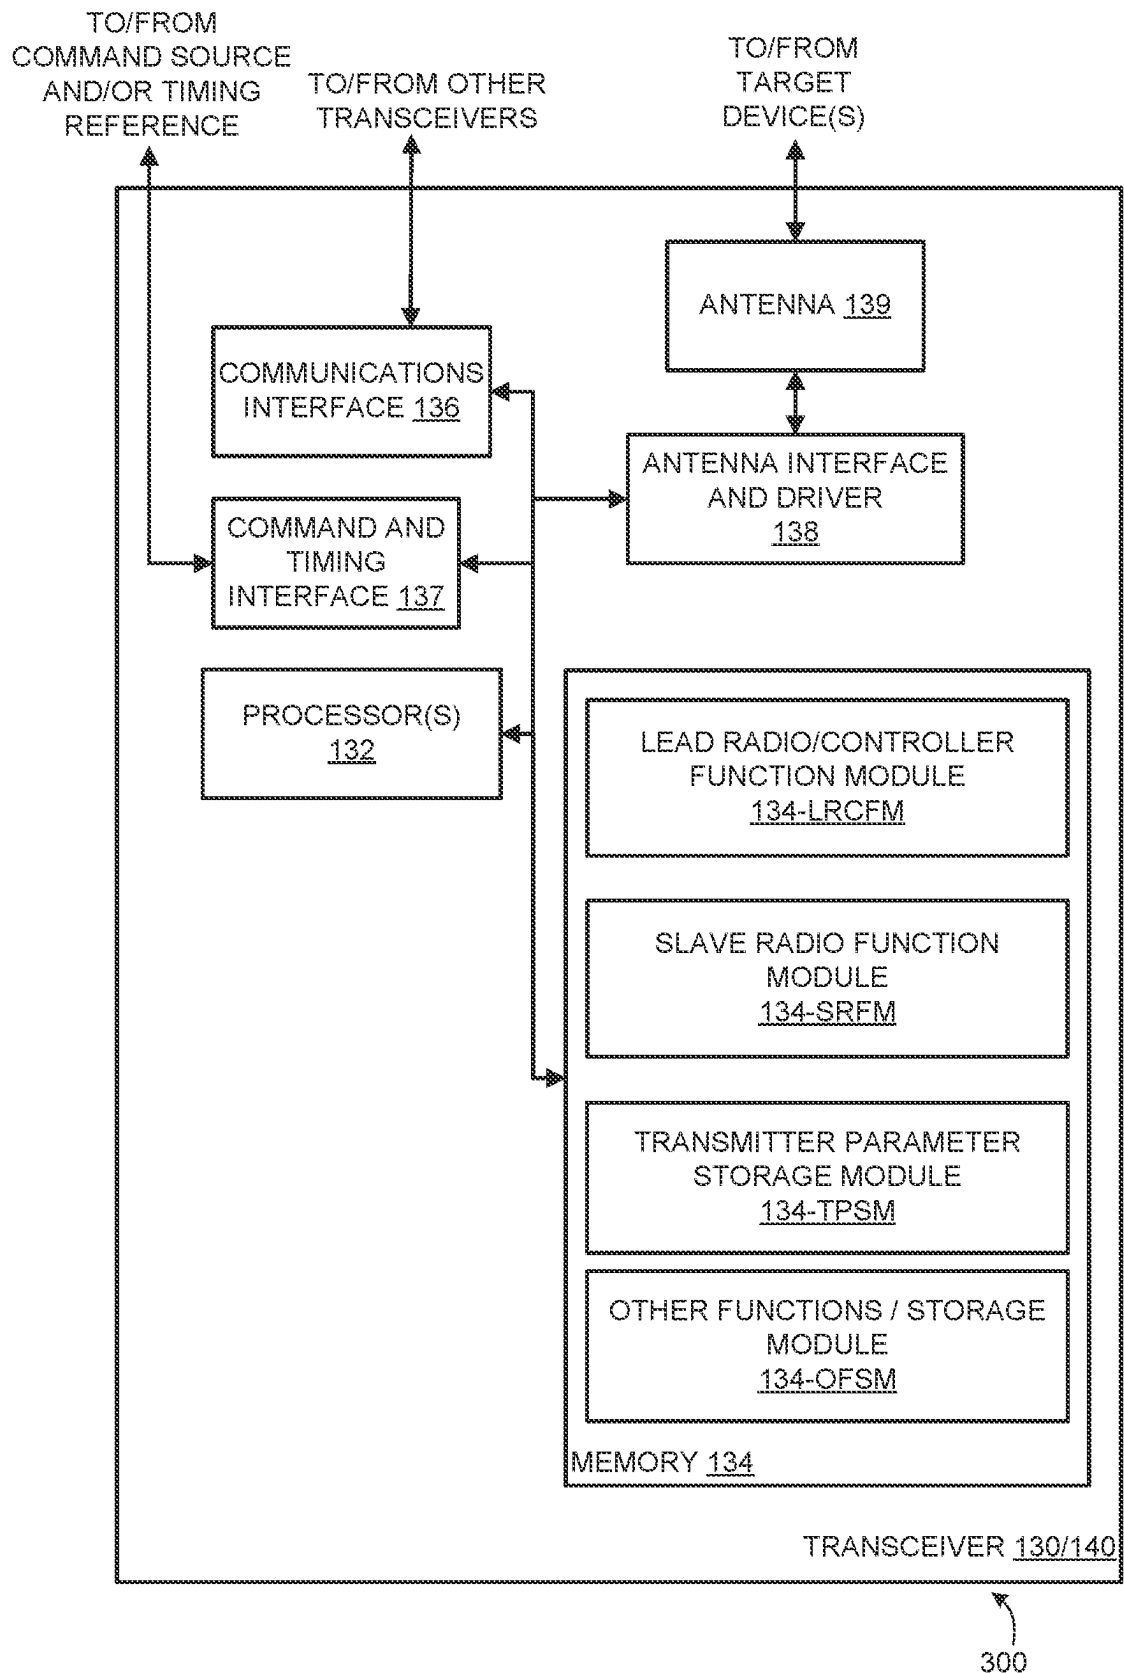 TO/FROM
COMMAND SOURCE
AND/OR TIMING
REFERENCE
TO/FROM OTHER
TRANSCEIVERS
TO/FROM
TARGET
DEVICE(S)
ANTENNA 139
COMMUNICATIONS
INTERFACE 136
ANTENNA INTERFACE
AND DRIVER
138
COMMAND AND
TIMING
INTERFACE 137
PROCESSOR(S)
132
LEAD RADIO/CONTROLLER
FUNCTION MODULE
134-LRCFM
SLAVE RADIO FUNCTION
MODULE
134-SRFM
TRANSMITTER PARAMETER
STORAGE MODULE
134-TPSM
OTHER FUNCTIONS / STORAGE
MODULE
134-OFSM
MEMORY 134
TRANSCEIVER 130/140
300